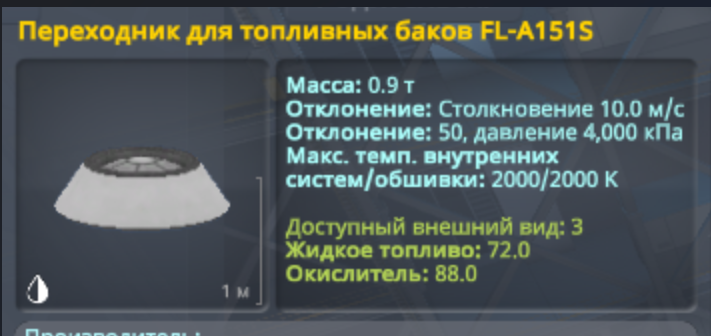 Переходник для топливных баков FL-A151S
Масса: 0.9 т
Отклонение: Столкновение 10.0 м/с
Отклонение: 50, давление 4,000 кПа
Макс. темп. внутренних
систем/обшивки: 2000/2000 К
Доступный внешний вид: 3
Жидкое топливо: 72.0
Окислитель: 88.0
1 м
Производитель: